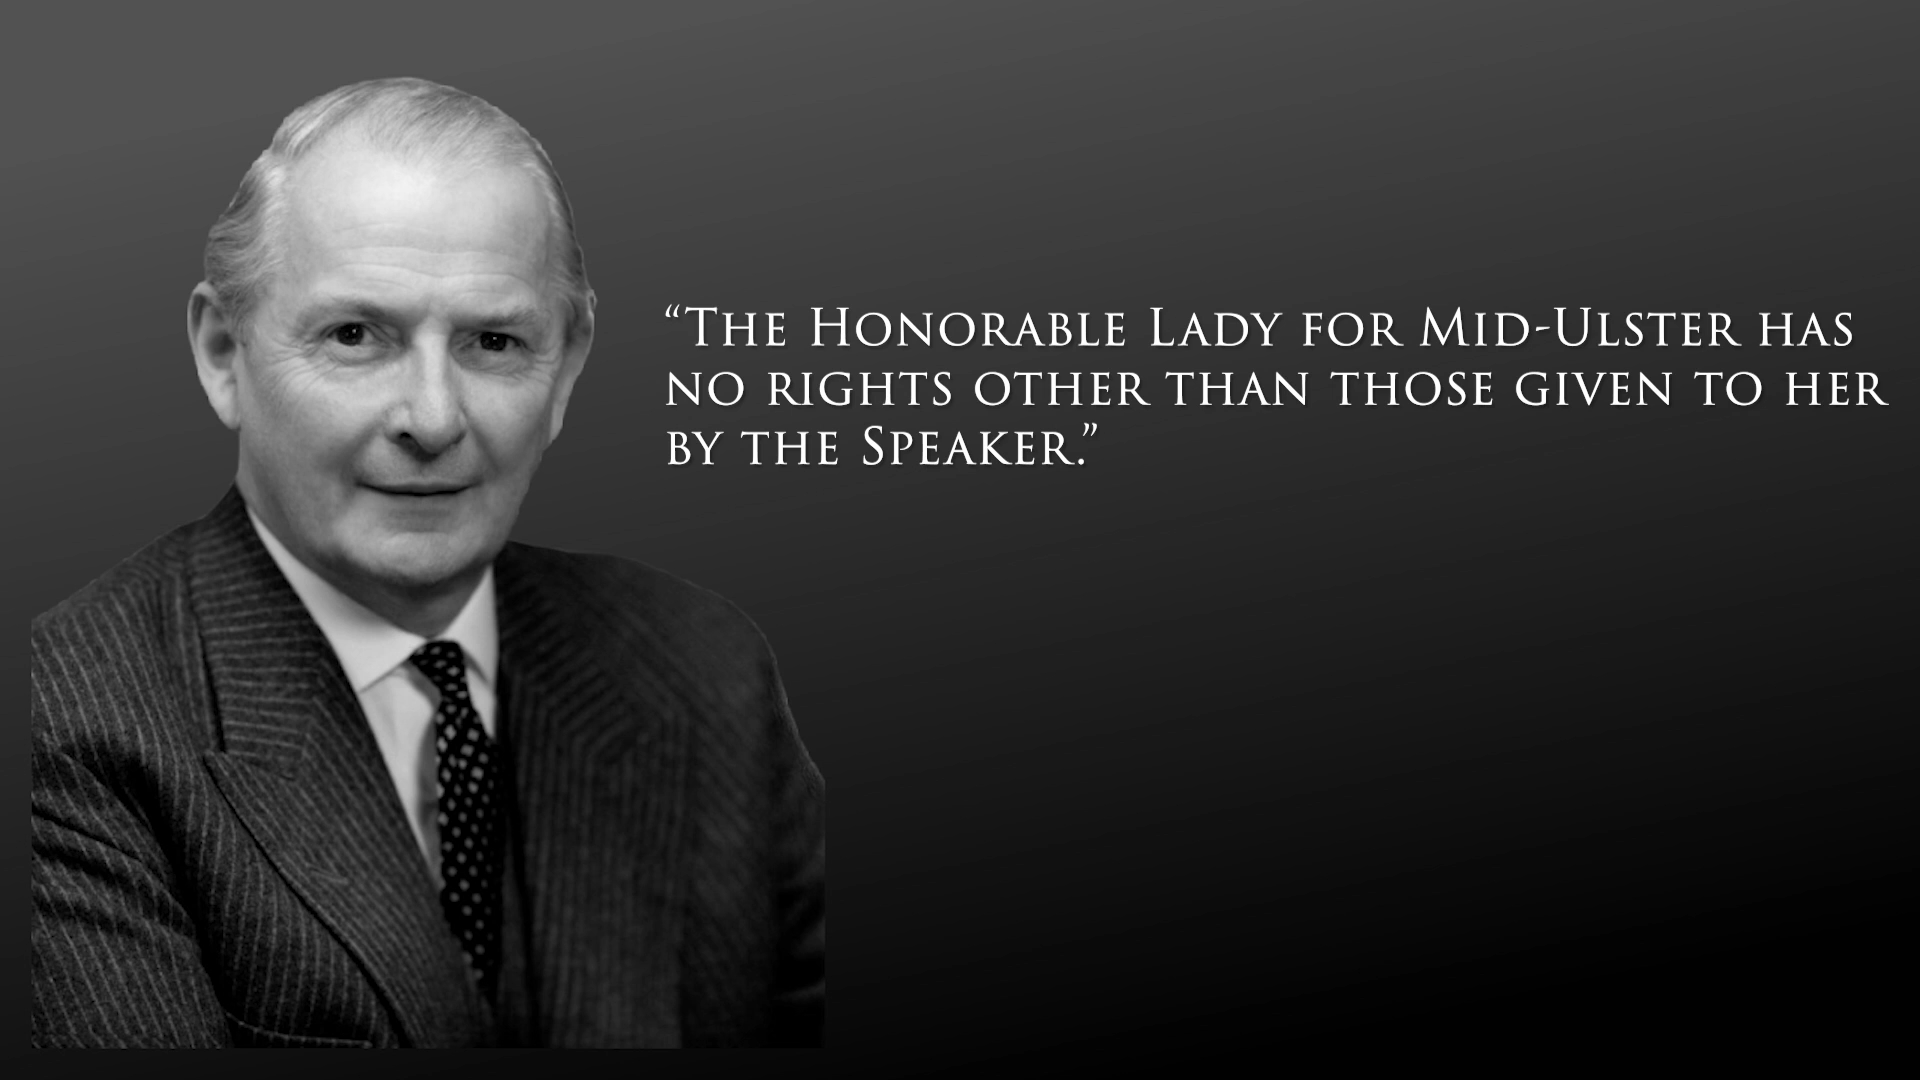 “The Honorable Lady for Mid-Ulster has
no rights other than those given to her
by the Speaker.”